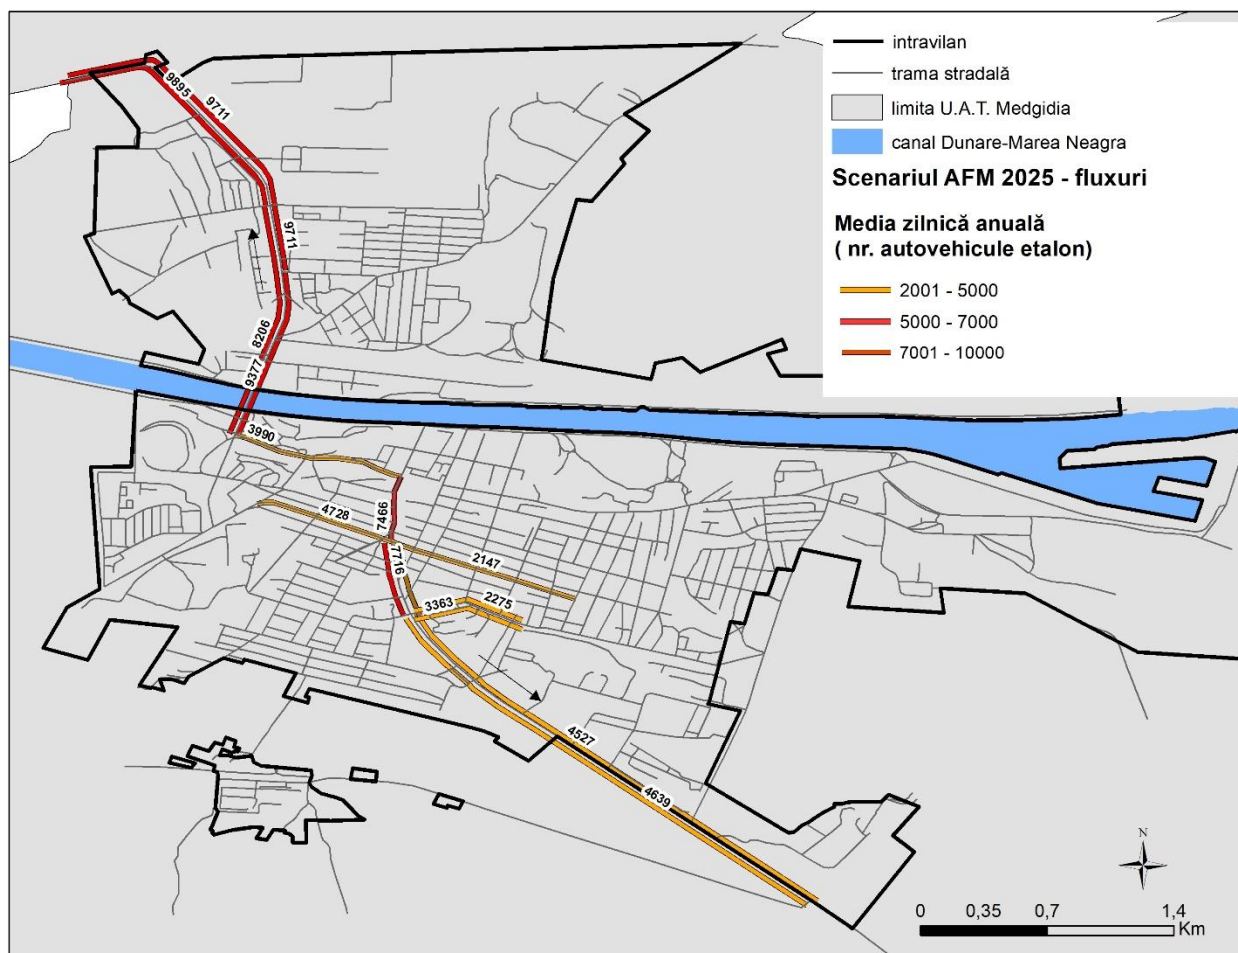 intravilan
trama stradală
limita U.A.T. Medgidia
canal Dunare-Marea Neagra
Scenariul AFM 2025 - fluxuri
Media zilnică anuală
( nr. autovehicule etalon)
2001 - 5000
5000 - 7000
7001 - 10000
9895
9711
9711
8206
9377
3990
7466
4728
7716
2147
3363
2275
4527
4639
N
0 0,35 0,7 1,4
Km